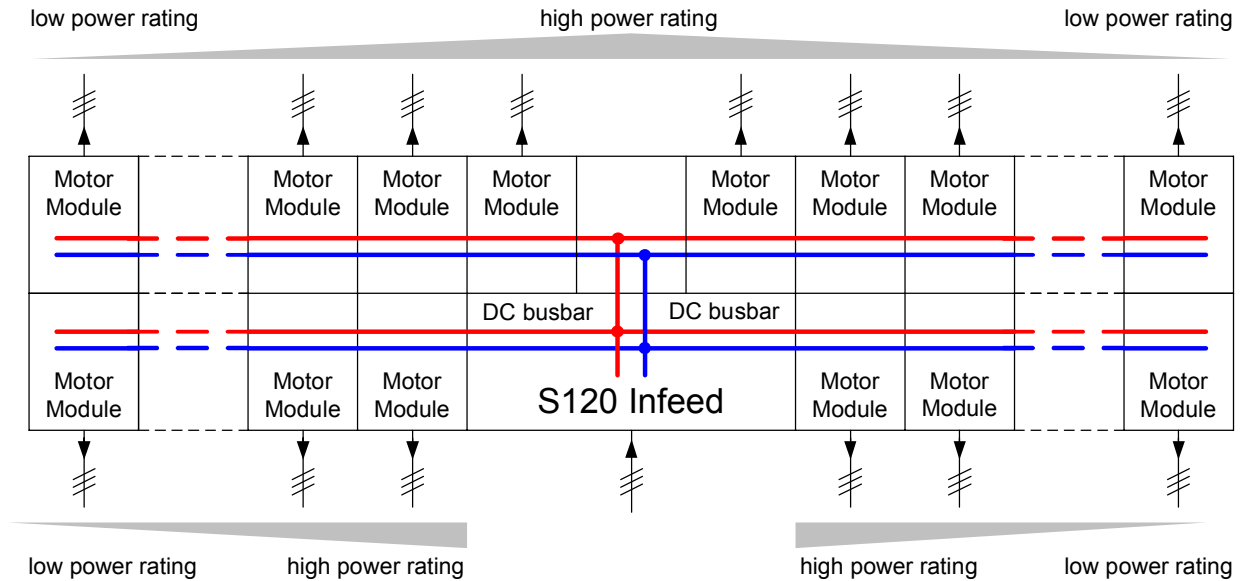 low power rating high power rating low power rating
Motor Motor Motor Motor Motor Motor Motor Motor
Module Module Module Module Module Module Module Module
DC busbar DC busbar
Motor Motor Motor Motor Motor Motor
Module Module Module Module Module Module
S120 Infeed
low power rating high power rating high power rating low power rating